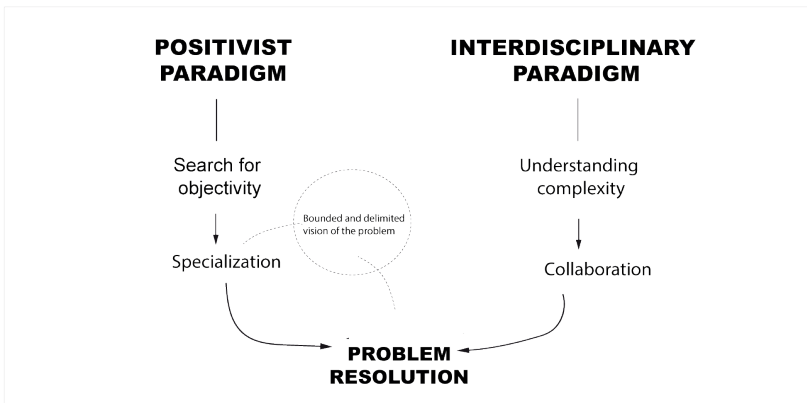 POSITIVIST
PARADIGM
Search for
objectivity
Specialization
Bounded and delimited
vision of the problem
INTERDISCIPLINARY
PARADIGM
Understanding
complexity
Collaboration
PROBLEM
RESOLUTION